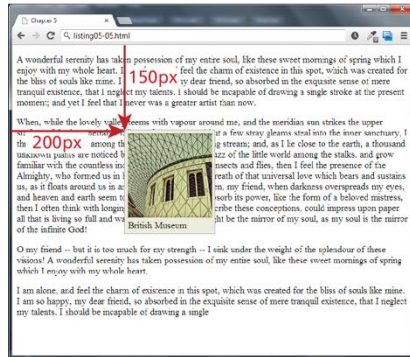 Chapter 5
listing05-05.html
A wonderful serenity has taken possession of my entire soul, like these sweet mornings of spring which I
enjoy with my whole heart. I feel the charm of existence in this spot, which was created for
the bliss of souls like mine. I my dear friend, so absorbed in the exquisite sense of mere
tranquil existence, that I neglect my talents. I should be incapable of drawing a single stroke at the present
moment; and yet I feel that I never was a greater artist than now.
150px
When, while the lovely valley teems with vapour around me, and the meridian sun strikes the upper
a few stray gleams steal into the inner sanctuary, I
200px
among the stream; and, as I lie close to the earth, a thousand
unknown plants are noticed b zz of the little world among the stalks, and grow
familiar with the countless in nsects and flies, then I feel the presence of the
Almighty, who formed us in h reath of that universal love which bears and sustains
us, as it floats around us in a en, my friend, when darkness overspreads my eyes,
and heaven and earth seem to sorb its power, like the form of a beloved mistress,
then I often think with longing cribe these conceptions, could impress upon paper
all that is living so full and wa ht be the mirror of my soul, as my soul is the mirror
of the infinite God!
British Museum
O my friend -- but it is too much for my strength -- I sink under the weight of the splendour of these
visions! A wonderful serenity has taken possession of my entire soul, like these sweet mornings of spring
which I enjoy with my whole heart.
I am alone, and feel the charm of existence in this spot, which was created for the bliss of souls like mine.
I am so happy, my dear friend, so absorbed in the exquisite sense of mere tranquil existence, that I neglect
my talents. I should be incapable of drawing a single